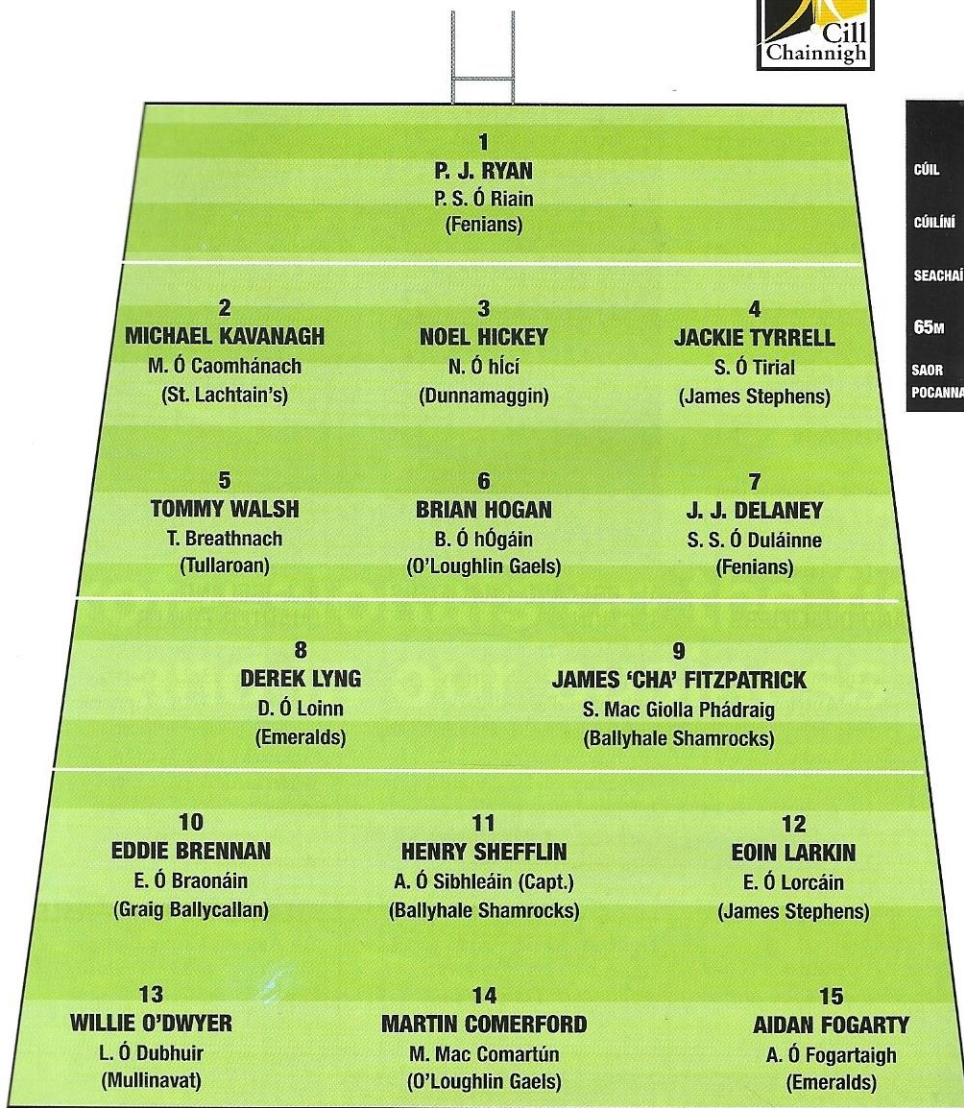 Cill
Chainnigh
1
P. J. RYAN
P. S. Ó Riain
(Fenians)
2
MICHAEL KAVANAGH
M. Ó Caomhánach
(St. Lachtain's)
3
NOEL HICKEY
N. Ó hÍcí
(Dunnamaggin)
4
JACKIE TYRRELL
S. Ó Tirial
(James Stephens)
5
TOMMY WALSH
T. Breathnach
(Tullaroan)
6
BRIAN HOGAN
B. Ó hÓgáin
(O'Loughlin Gaels)
7
J. J. DELANEY
S. S. Ó Duláinne
(Fenians)
8
DEREK LYNG
D. Ó Loinn
(Emeralds)
9
JAMES ‘CHA’ FITZPATRICK
S. Mac Giolla Phádraig
(Ballyhale Shamrocks)
10
EDDIE BRENNAN
E. Ó Braonáin
(Graig Ballycallan)
11
HENRY SHEFFLIN
A. Ó Sibhleáin (Capt.)
(Ballyhale Shamrocks)
12
EOIN LARKIN
E. Ó Lorcáin
(James Stephens)
13
WILLIE O'DWYER
L. Ó Dubhuir
(Mullinavat)
14
MARTIN COMERFORD
M. Mac Comartún
(O'Loughlin Gaels)
15
AIDAN FOGARTY
A. Ó Fogartaigh
(Emeralds)
CÚIL
CÚILÍNÍ
SEACHAÍ
65M
SAOR
POCANNA